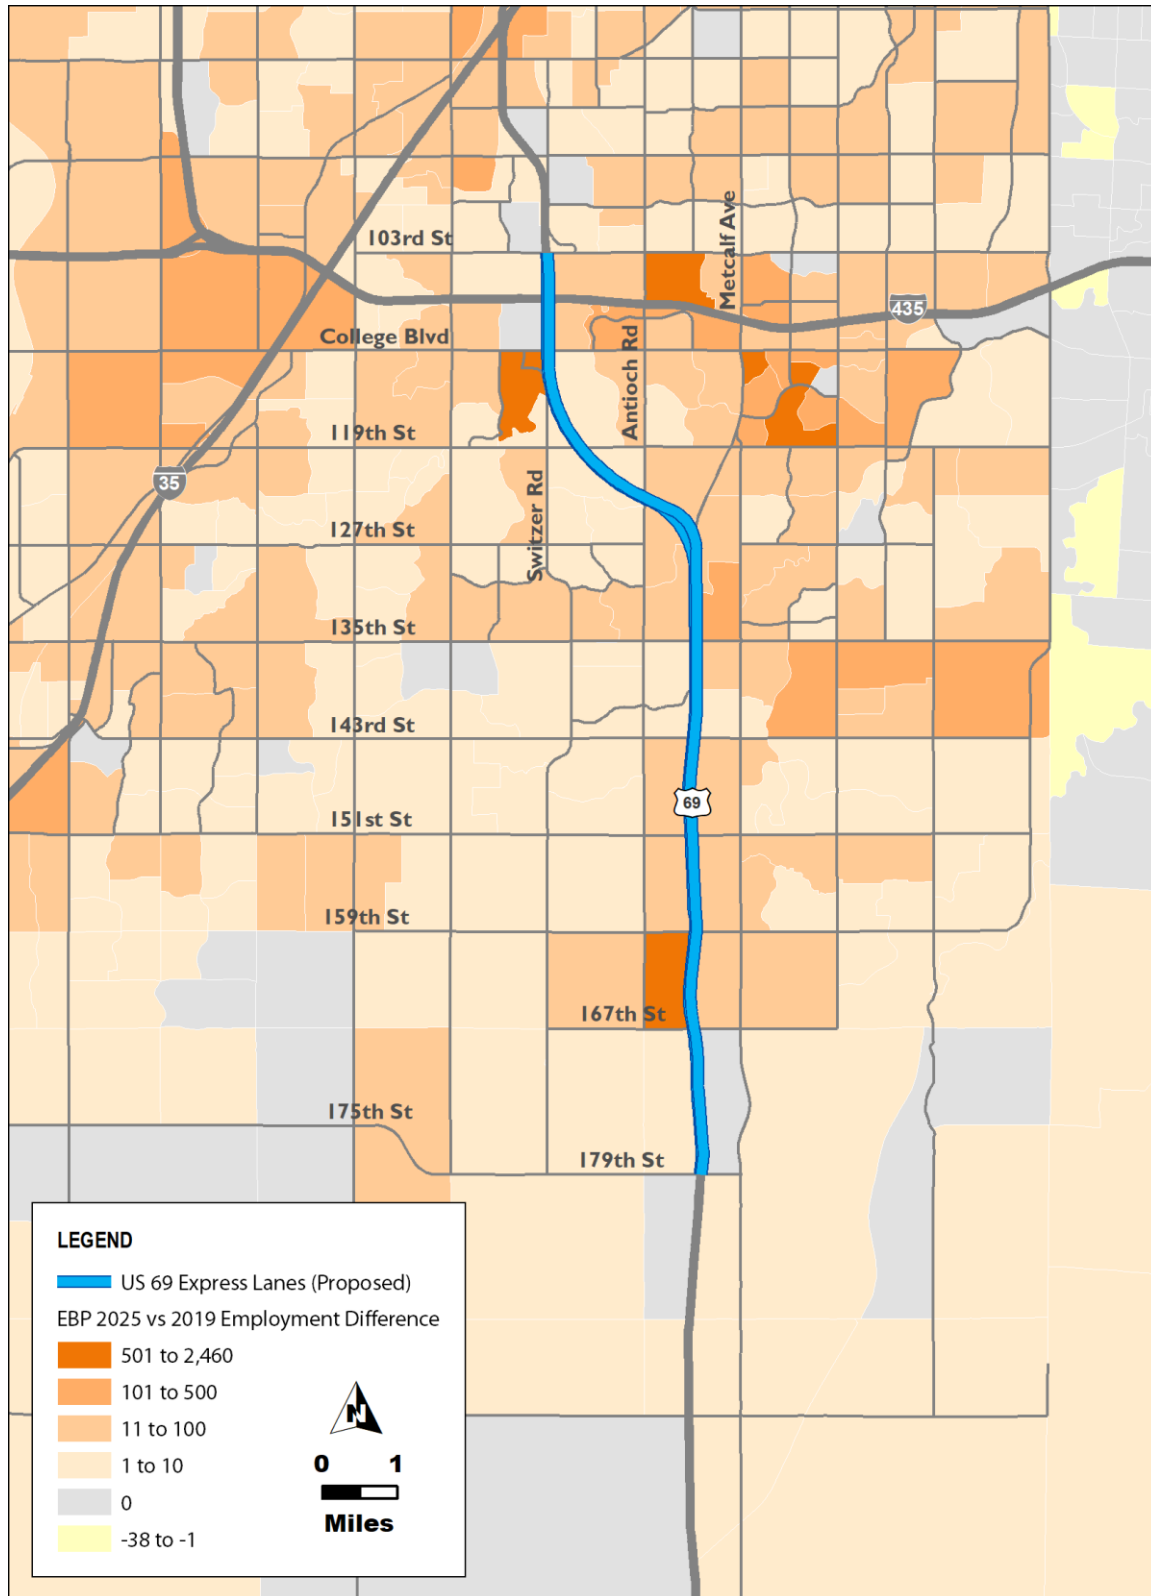 103rd St
Metcalf Ave
435
College Blvd
Antioch Rd
119th St
35
Switzer Rd
127th St
135th St
143rd St
69
151st St
159th St
167th St
175th St
179th St
LEGEND
US 69 Express Lanes (Proposed)
EBP 2025 vs 2019 Employment Difference
501 to 2,460
101 to 500
11 to 100
1 to 10
0
-38 to -1
N
0 1
Miles